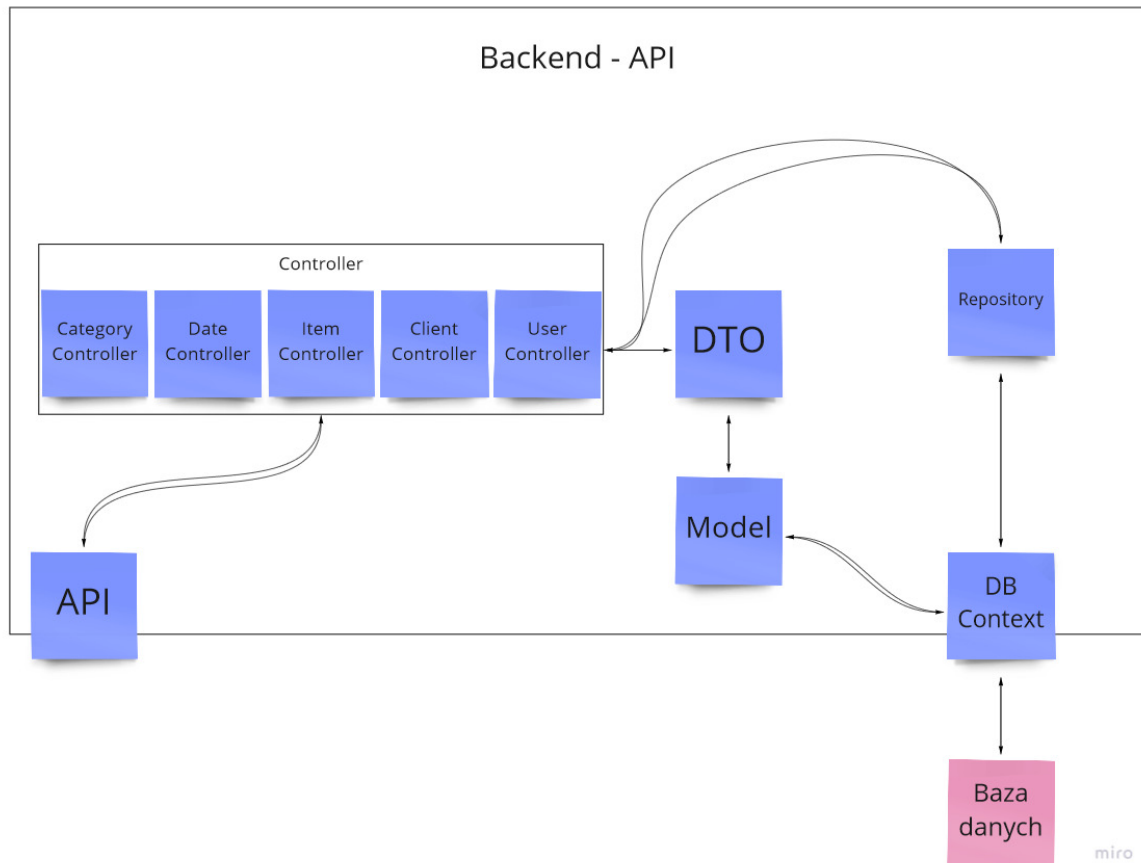 Backend - API
Controller
Category
Controller
Date
Controller
Item
Controller
Client
Controller
User
Controller
DTO
Repository
Model
API
DB
Context
Baza
danych
miro